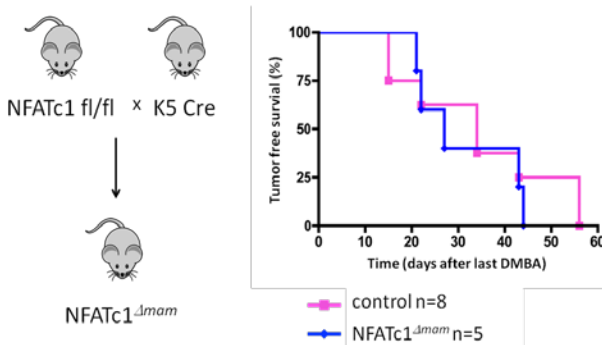 NFATc1 fl/fl x K5 Cre
NFATc1Δmam
Tumor free survial (%)
100
75
50
25
0
0 10 20 30 40 50 60
Time (days after last DMBA)
control n=8
NFATc1Δmam n=5